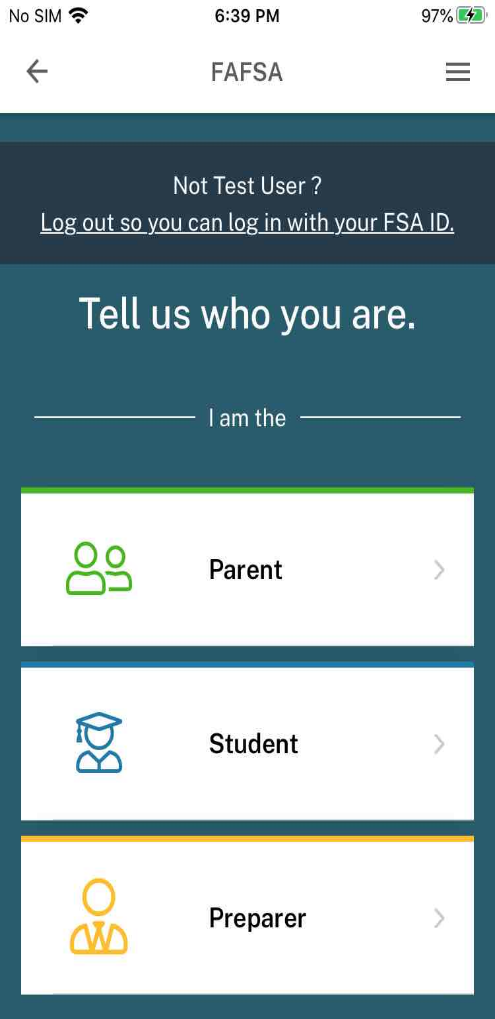 No SIM 6:39 PM 97%
FAFSA
Not Test User ?
Log out so you can log in with your FSA ID.
Tell us who you are.
I am the
Parent
Student
Preparer